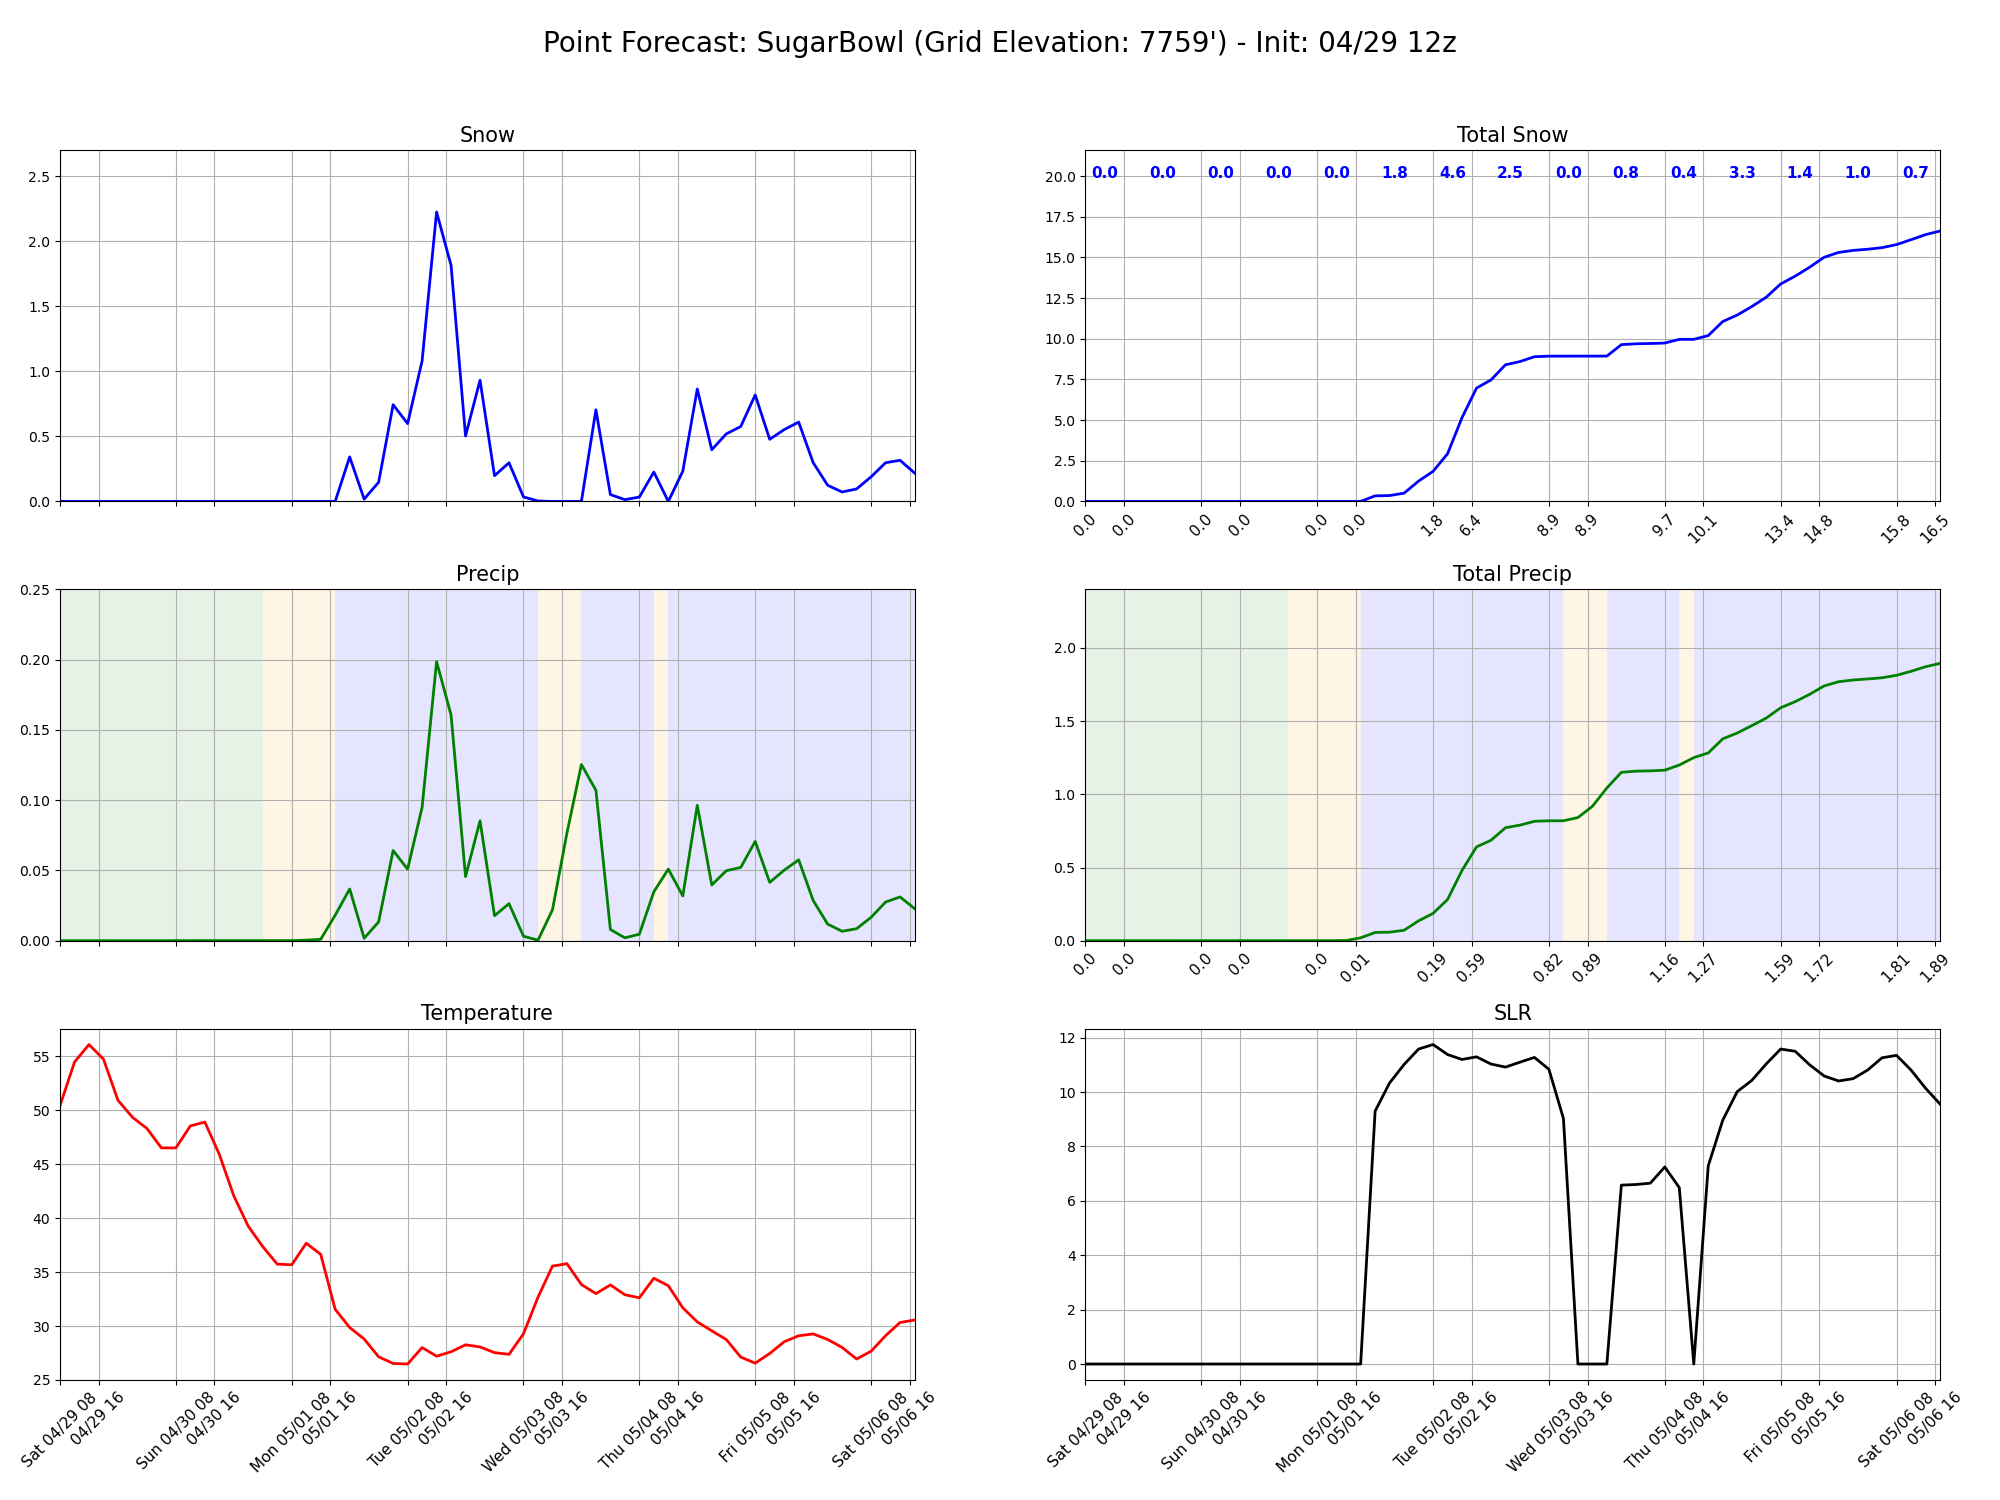 Point Forecast: SugarBowl (Grid Elevation: 7759') - Init: 04/29 12z
Snow
2.5
2.0
1.5
1.0
0.5
0.0
Total Snow
0.0 0.0 0.0 0.0 0.0 1.8 4.6 2.5 0.0 0.8 0.4 3.3 1.4 1.0 0.7
20.0
17.5
15.0
12.5
10.0
7.5
5.0
2.5
0.0
0.0 0.0 0.0 0.0 0.0 0.0 1.8 6.4 8.9 8.9 9.7 10.1 13.4 14.8 15.8 16.5
Precip
0.25
0.20
0.15
0.10
0.05
0.00
Total Precip
2.0
1.5
1.0
0.5
0.0
0.0 0.0 0.0 0.0 0.0 0.01 0.19 0.59 0.82 0.89 1.16 1.27 1.59 1.72 1.81 1.89
Temperature
55
50
45
40
35
30
25
Sat 04/29 08
04/29 16
Sun 04/30 08
04/30 16
Mon 05/01 08
05/01 16
Tue 05/02 08
05/02 16
Wed 05/03 08
05/03 16
Thu 05/04 08
05/04 16
Fri 05/05 08
05/05 16
Sat 05/06 08
05/06 16
SLR
12
10
8
6
4
2
0
Sat 04/29 08
04/29 16
Sun 04/30 08
04/30 16
Mon 05/01 08
05/01 16
Tue 05/02 08
05/02 16
Wed 05/03 08
05/03 16
Thu 05/04 08
05/04 16
Fri 05/05 08
05/05 16
Sat 05/06 08
05/06 16